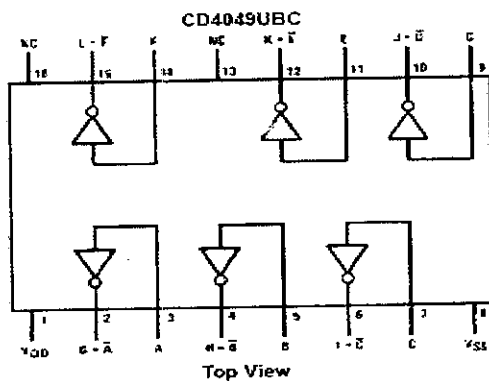 CD4049UBC
NC L = F̅ F NC K = E̅ E J = D̅
16 15 14 13 12 11 10 9
1 2 3 4 5 6 7 8
VDD G = A̅ A H = B̅ B I = C̅ C VSS
Top View